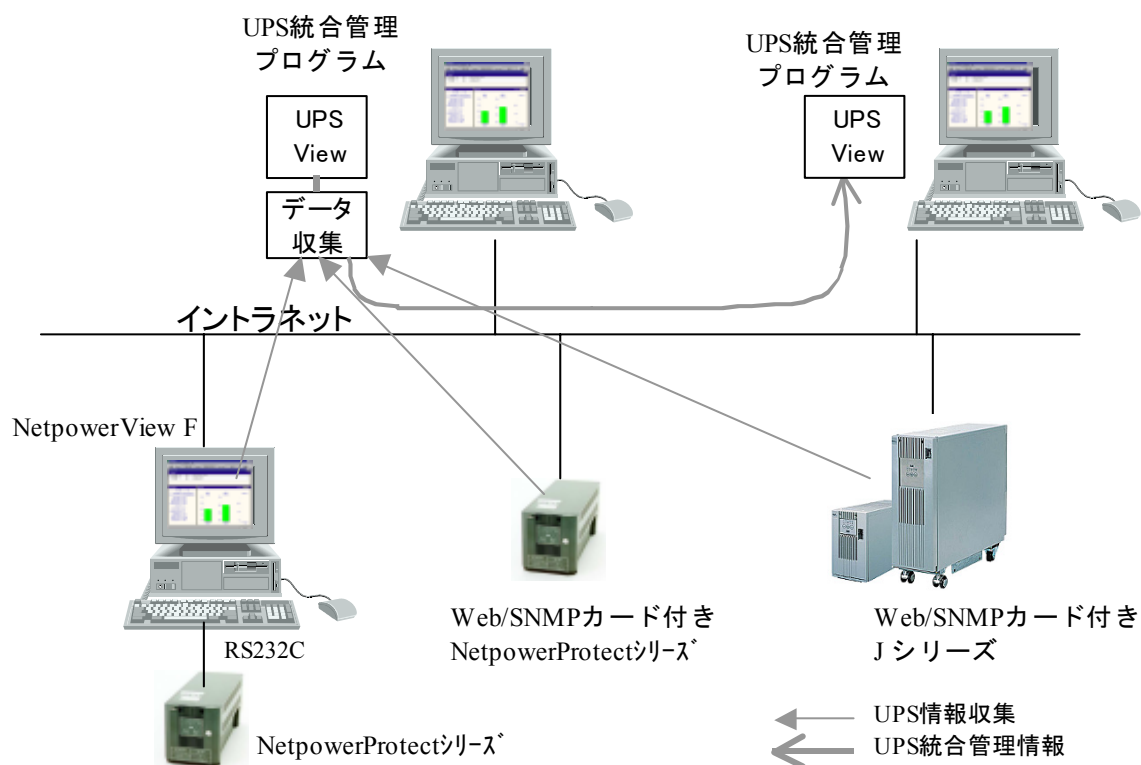 UPS統合管理
プログラム
UPS
View
データ
収集
UPS統合管理
プログラム
UPS
View
イントラネット
NetpowerView F
RS232C
NetpowerProtectｼﾘｰｽﾞ
Web/SNMPカード付き
NetpowerProtectｼﾘｰｽﾞ
Web/SNMPカード付き
J シリーズ
UPS情報収集
UPS統合管理情報